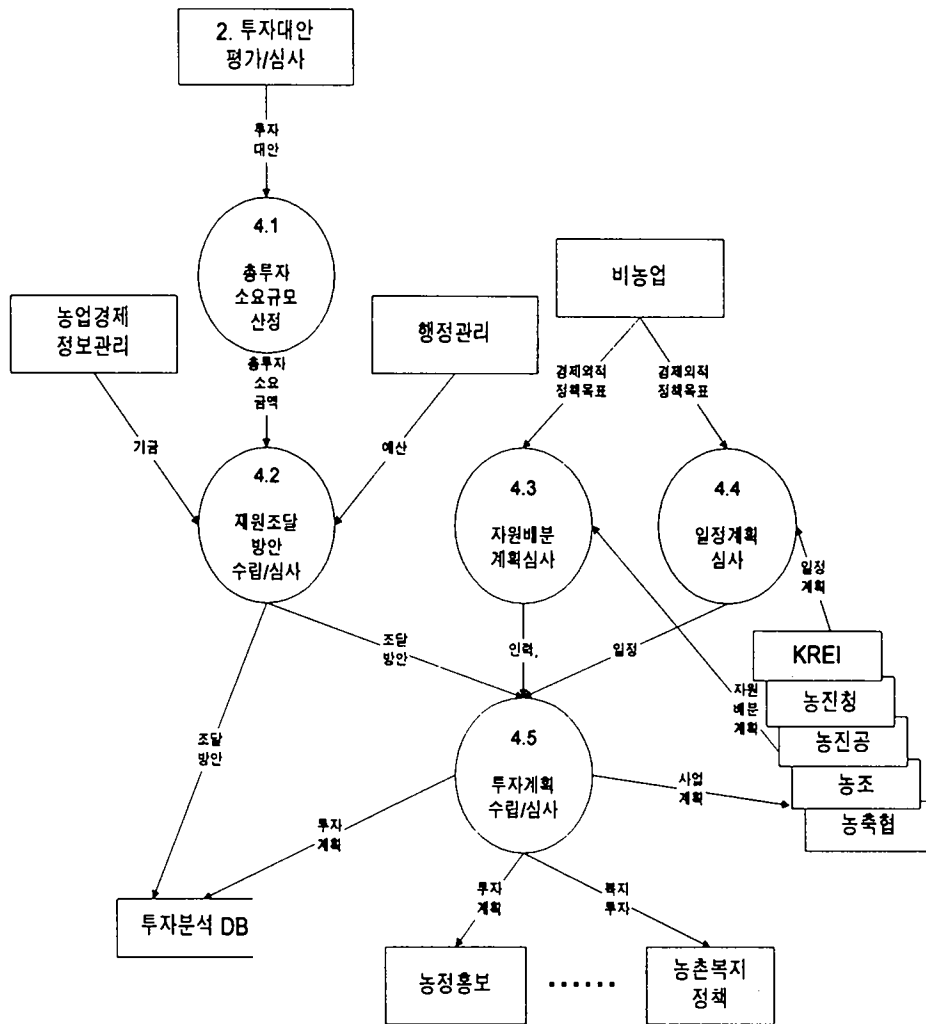 2. 투자대안
평가/심사
투자
대안
4.1
총투자
소요규모
산정
비농업
농업경제
정보관리
행정관리
총투자
소요
금액
경제외적
정책목표
경제외적
정책목표
기금
예산
4.2
재원조달
방안
수립/심사
4.3
자원배분
계획심사
4.4
일정계획
심사
일정
계획
조달
방안
인력,
일정
KREI
농진청
농진공
농조
농축협
자원
배분
계획
조달
방안
4.5
투자계획
수립/심사
사업
계획
투자
계획
투자
계획
복지
투자
투자분석 DB
농정홍보
......
농촌복지
정책